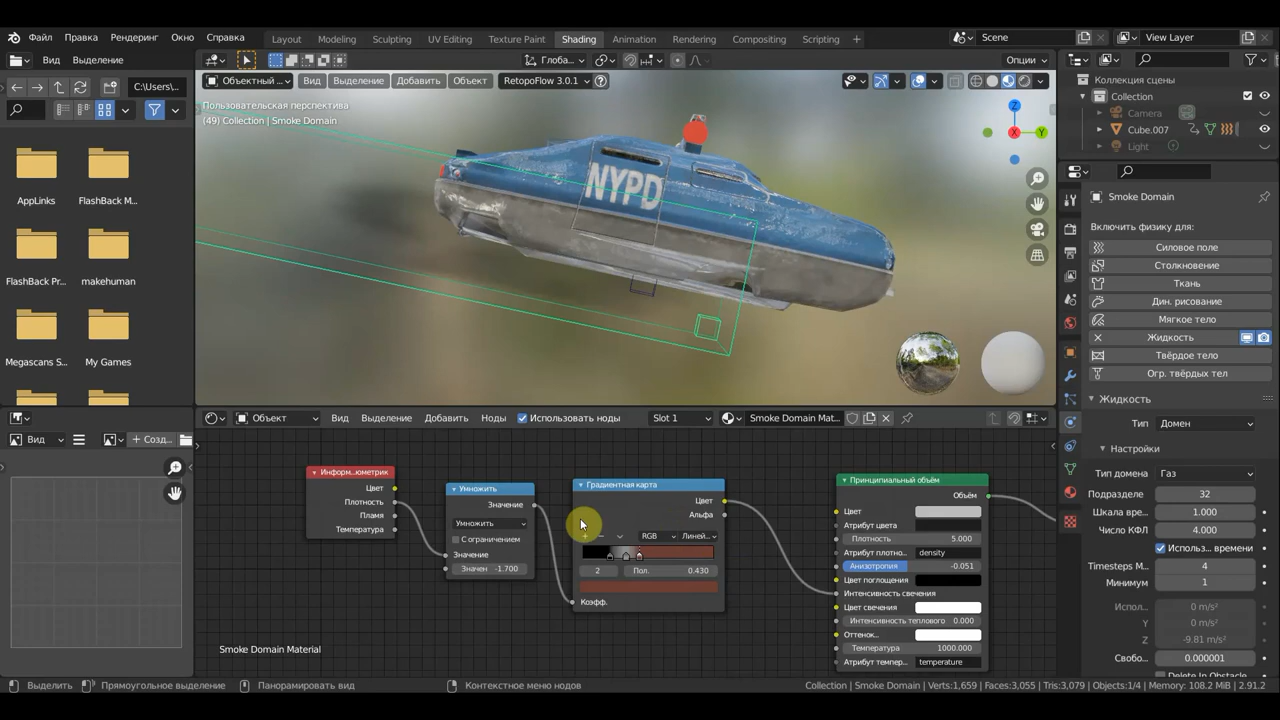 Файл Правка Рендеринг Окно Справка Layout Modeling Sculpting UV Editing Texture Paint Shading Animation Rendering Compositing Scripting + Scene View Layer
Вид Выделение Глоба... Опции
C:\Users\... Объектный ... Вид Выделение Добавить Объект RetopoFlow 3.0.1
Коллекция сцены
Collection
Camera
Cube.007
Light
Пользовательская перспектива
(49) Collection | Smoke Domain
NYPD
Z
X
Y
AppLinks FlashBack M...
FlashBack Pr... makehuman
Megascans S... My Games
Smoke Domain
Включить физику для:
Силовое поле
Столкновение
Ткань
Дин. рисование
Мягкое тело
Жидкость
Твёрдое тело
Огр. твёрдых тел
Жидкость
Тип Домен
Настройки
Тип домена Газ
Подразделе 32
Шкала вре... 1.000
Число КФЛ 4.000
Использ... времени
Timesteps M... 4
Минимум 1
Испол... 0 m/s²
Y 0 m/s²
Z -9.81 m/s²
Свобо... 0.000001
Delete In Obstacle
Вид + Созд...
Объект Вид Выделение Добавить Ноды Использовать ноды Slot 1 Smoke Domain Mat...
Информ..юметрик
Цвет
Плотность
Пламя
Температура
Умножить
Значение
Умножить
С ограничением
Значение
Значен -1.700
Градиентная карта
Цвет
Альфа
RGB Линей...
2 Пол. 0.430
Коэфф.
Принципиальный объём
Объём
Цвет
Атрибут цвета
Плотность 5.000
Атрибут плотно... density
Анизотропия -0.051
Цвет поглощения
Интенсивность свечения
Цвет свечения
Интенсивность теплового 0.000
Оттенок...
Температура 1000.000
Атрибут темпер... temperature
Smoke Domain Material
Выделить Прямоугольное выделение Панорамировать вид Контекстное меню нодов Collection | Smoke Domain | Verts:1,659 | Faces:3,055 | Tris:3,079 | Objects:1/4 | Memory: 108.2 MiB | 2.91.2